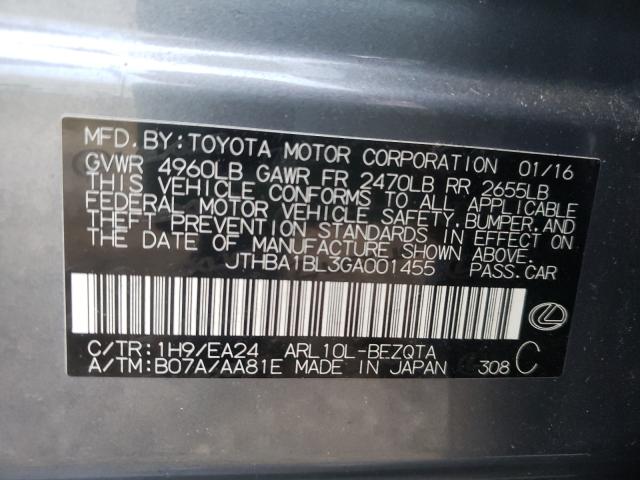 MFD. BY: TOYOTA MOTOR CORPORATION 01/16
GVWR 4960LB GAWR FR 2470LB RR 2655LB
THIS VEHICLE CONFORMS TO ALL APPLICABLE
FEDERAL MOTOR VEHICLE SAFETY, BUMPER, AND
THEFT PREVENTION STANDARDS IN EFFECT ON
THE DATE OF MANUFACTURE SHOWN ABOVE.
JTHBA1BL3GA001455 PASS.CAR
C/TR: 1H9/EA24 ARL10L-BEZQTA
A/TM: B07A/AA81E MADE IN JAPAN 308 C